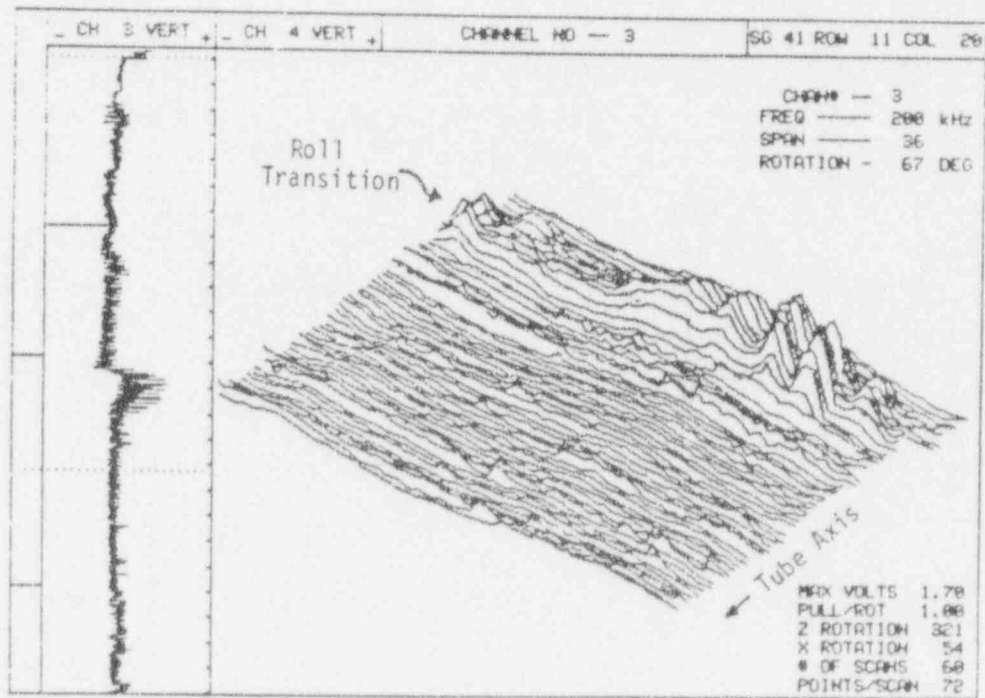 _ CH 3 VERT +
_ CH 4 VERT +
CHANNEL NO -- 3
SG 41 ROW 11 COL 20
CHAN# -- 3
FREQ ---- 200 kHz
SPAN ---- 36
ROTATION - 67 DEG
Roll
Transition
Tube Axis
MAX VOLTS 1.70
PULL/ROT 1.00
Z ROTATION 321
X ROTATION 54
# OF SCANS 60
POINTS/SCAN 72